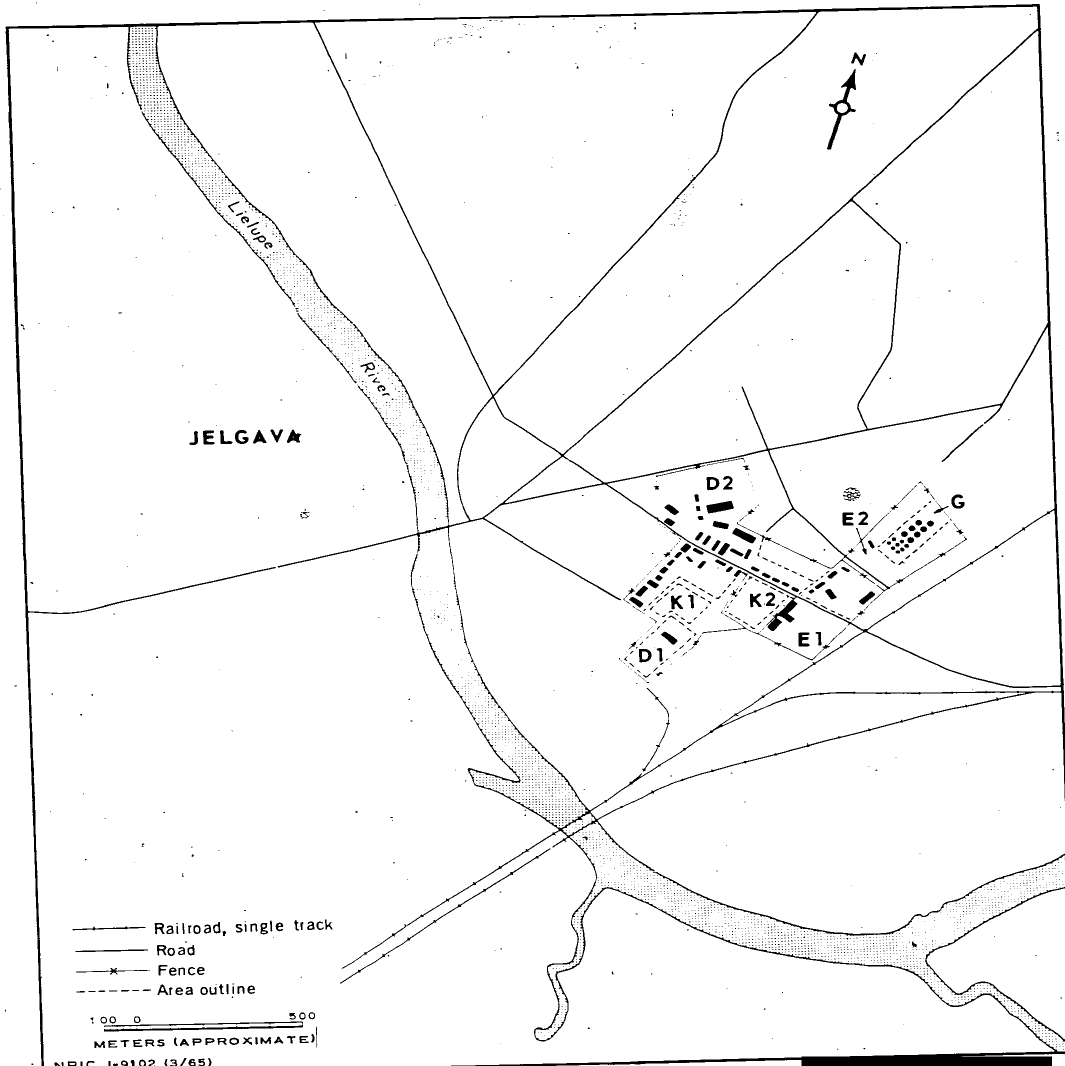 N
Lielupe
River
JELGAVA
D2
G
E2
K1
K2
E1
D1
Railroad, single track
Road
Fence
Area outline
100 0 500
METERS (APPROXIMATE)
NPIC J-9102 (3/65)